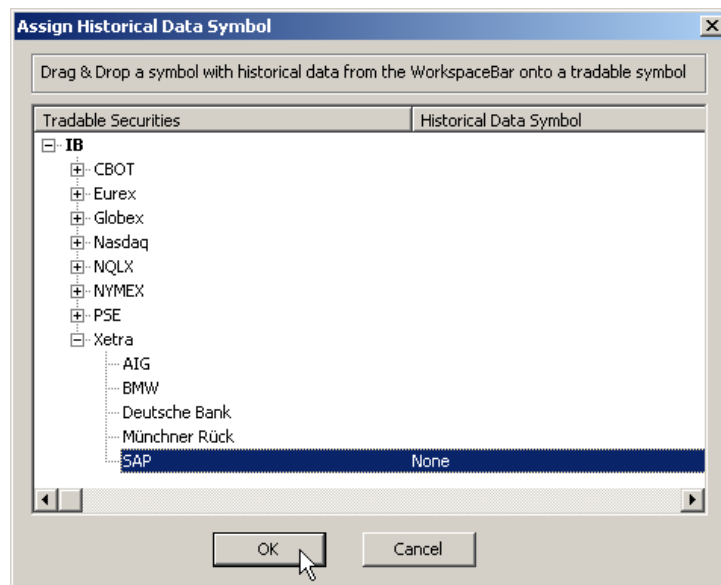 Assign Historical Data Symbol
Drag & Drop a symbol with historical data from the WorkspaceBar onto a tradable symbol
Tradable Securities Historical Data Symbol
IB
CBOT
Eurex
Globex
Nasdaq
NQLX
NYMEX
PSE
Xetra
AIG
BMW
Deutsche Bank
Münchner Rück
SAP None
OK Cancel